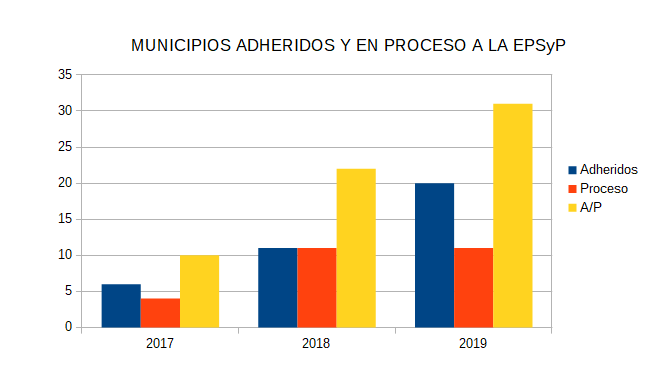 MUNICIPIOS ADHERIDOS Y EN PROCESO A LA EPSyP
35
30
25
20
15
10
5
0
2017 2018 2019
Adheridos
Proceso
A/P